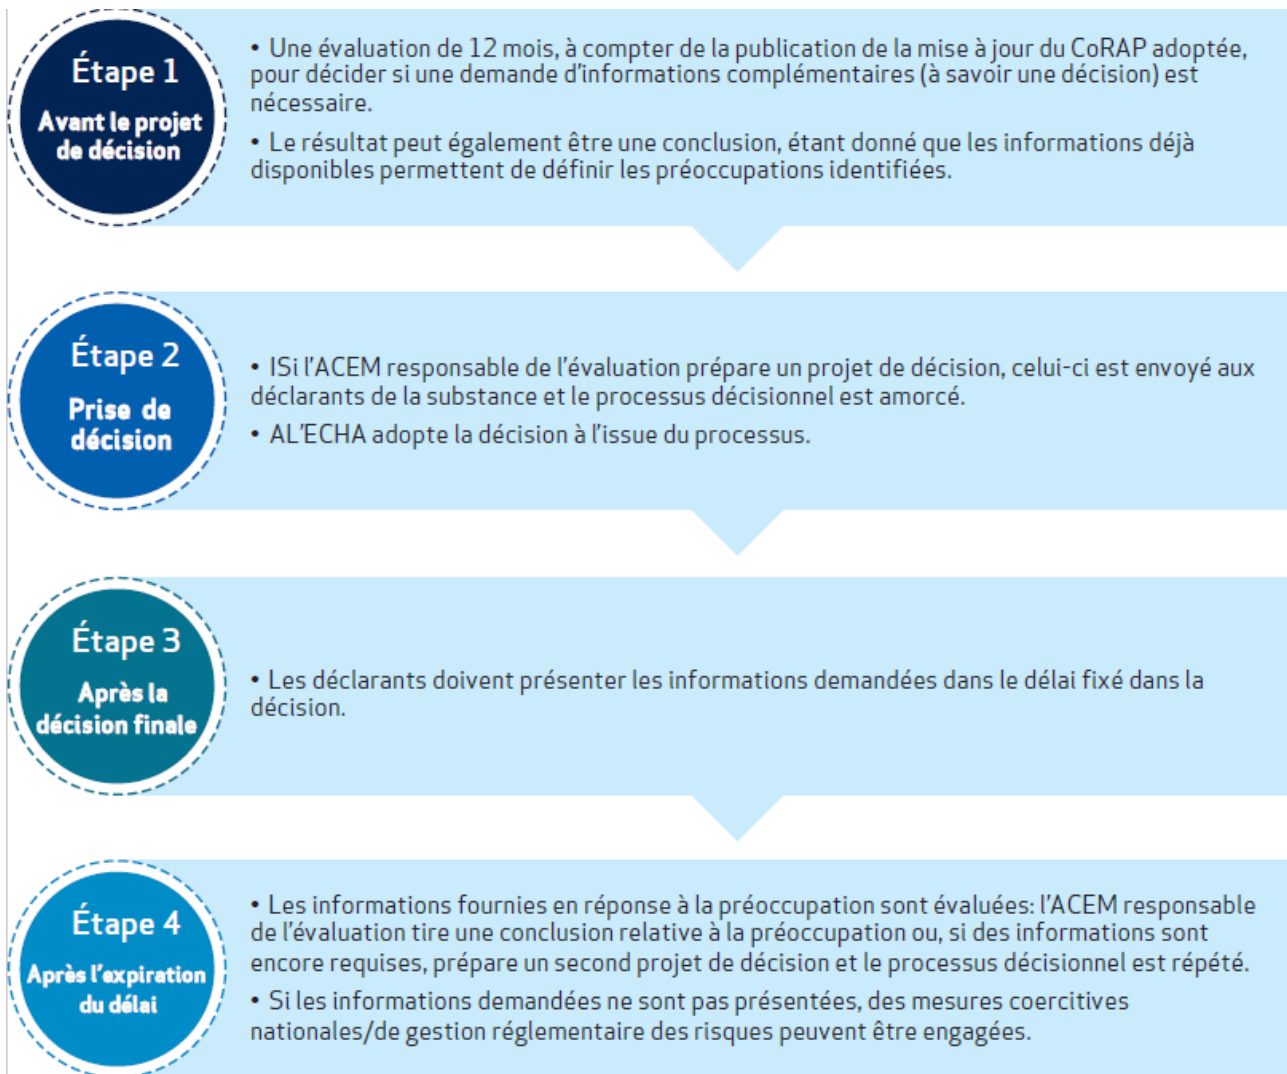 Étape 1
Avant le projet
de décision
• Une évaluation de 12 mois, à compter de la publication de la mise à jour du CoRAP adoptée,
pour décider si une demande d’informations complémentaires (à savoir une décision) est
nécessaire.
• Le résultat peut également être une conclusion, étant donné que les informations déjà
disponibles permettent de définir les préoccupations identifiées.
Étape 2
Prise de
décision
• ISi l’ACEM responsable de l’évaluation prépare un projet de décision, celui-ci est envoyé aux
déclarants de la substance et le processus décisionnel est amorcé.
• AL’ECHA adopte la décision à l’issue du processus.
Étape 3
Après la
décision finale
• Les déclarants doivent présenter les informations demandées dans le délai fixé dans la
décision.
Étape 4
Après l’expiration
du délai
• Les informations fournies en réponse à la préoccupation sont évaluées: l’ACEM responsable
de l’évaluation tire une conclusion relative à la préoccupation ou, si des informations sont
encore requises, prépare un second projet de décision et le processus décisionnel est répété.
• Si les informations demandées ne sont pas présentées, des mesures coercitives
nationales/de gestion réglementaire des risques peuvent être engagées.